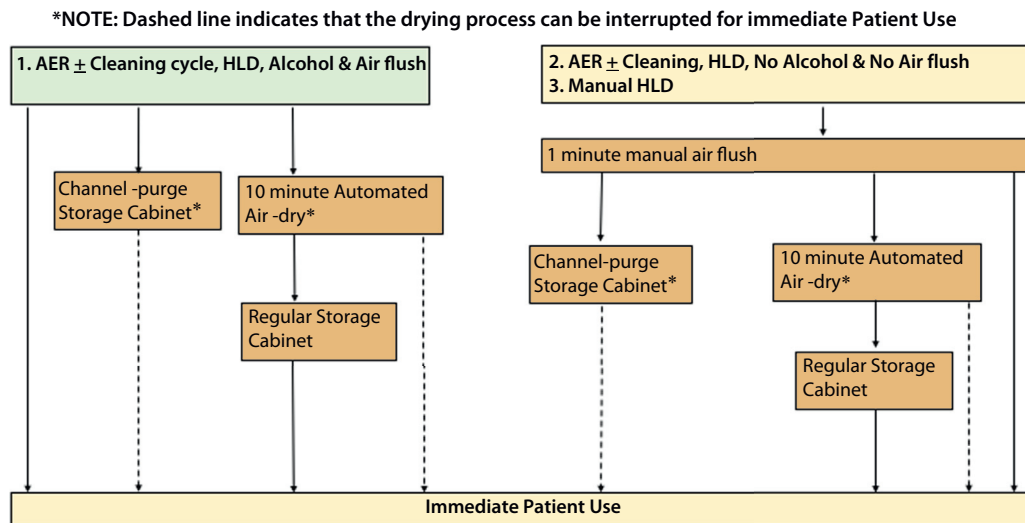 *NOTE: Dashed line indicates that the drying process can be interrupted for immediate Patient Use
1. AER ± Cleaning cycle, HLD, Alcohol & Air flush
Channel -purge
Storage Cabinet*
10 minute Automated
Air -dry*
Regular Storage
Cabinet
2. AER ± Cleaning, HLD, No Alcohol & No Air flush
3. Manual HLD
1 minute manual air flush
Channel-purge
Storage Cabinet*
10 minute Automated
Air -dry*
Regular Storage
Cabinet
Immediate Patient Use